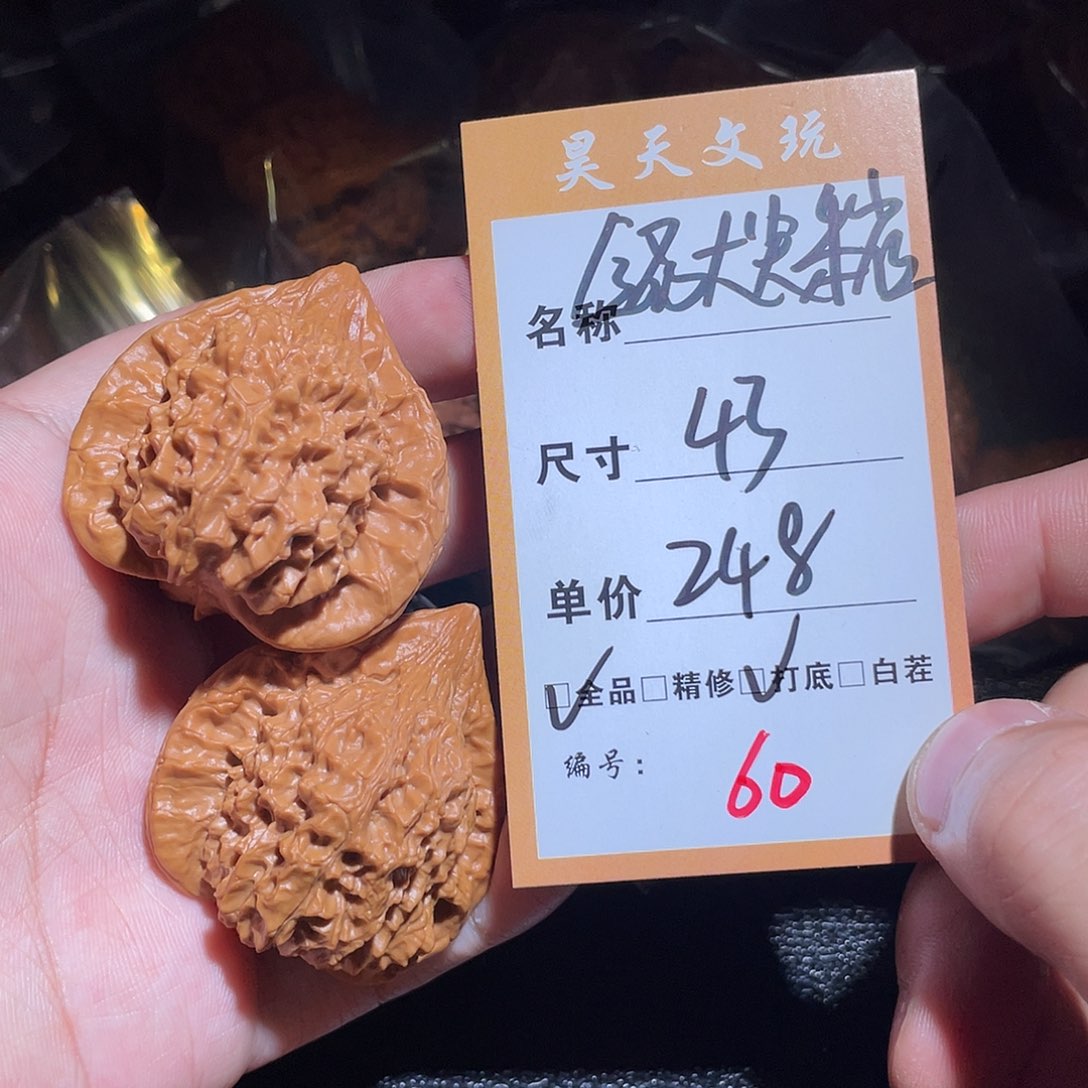 昊天文玩
名称
尺寸 43
单价 248
☑全品□精修☑打底□白茬
编号： 60